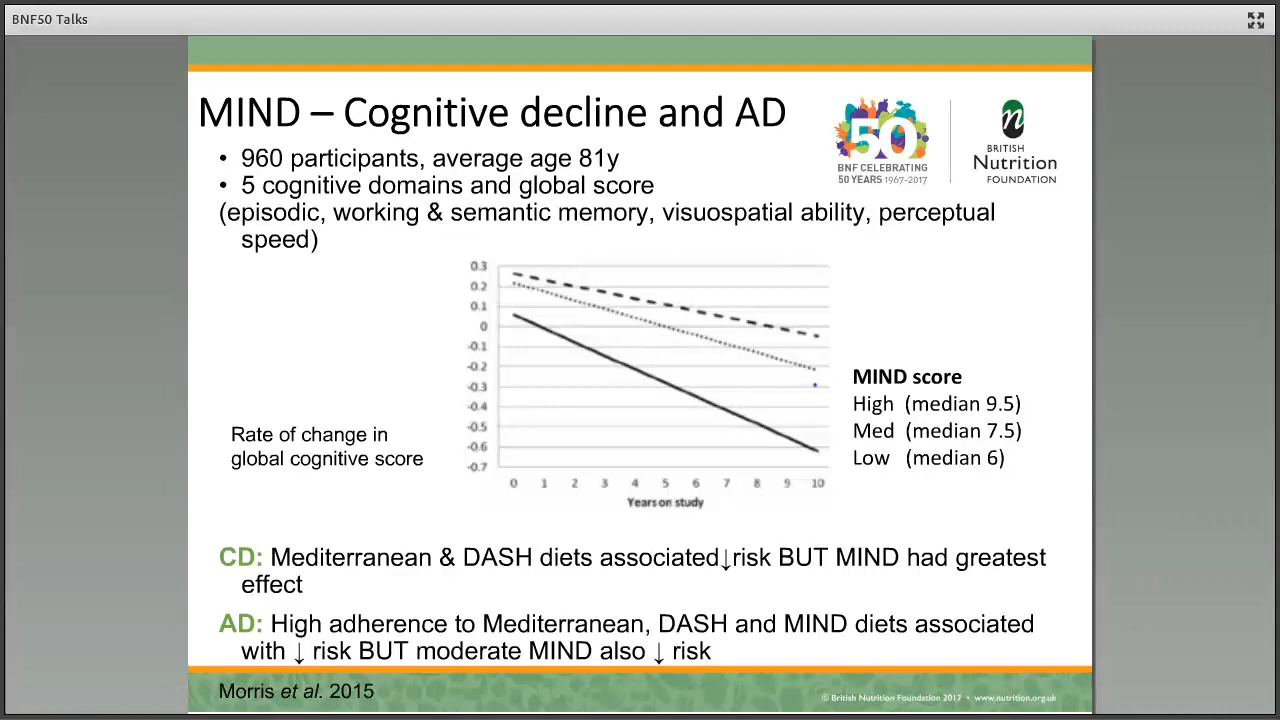 BNF50 Talks
MIND – Cognitive decline and AD
50
BNF CELEBRATING
50 YEARS 1967-2017
n
BRITISH
Nutrition
FOUNDATION
• 960 participants, average age 81y
• 5 cognitive domains and global score
(episodic, working & semantic memory, visuospatial ability, perceptual
speed)
0.3
0.2
0.1
0
-0.1
-0.2
-0.3
-0.4
-0.5
-0.6
-0.7
0 1 2 3 4 5 6 7 8 9 10
Years on study
Rate of change in
global cognitive score
MIND score
High (median 9.5)
Med (median 7.5)
Low (median 6)
CD: Mediterranean & DASH diets associated↓risk BUT MIND had greatest
effect
AD: High adherence to Mediterranean, DASH and MIND diets associated
with ↓ risk BUT moderate MIND also ↓ risk
Morris et al. 2015
© British Nutrition Foundation 2017 • www.nutrition.org.uk